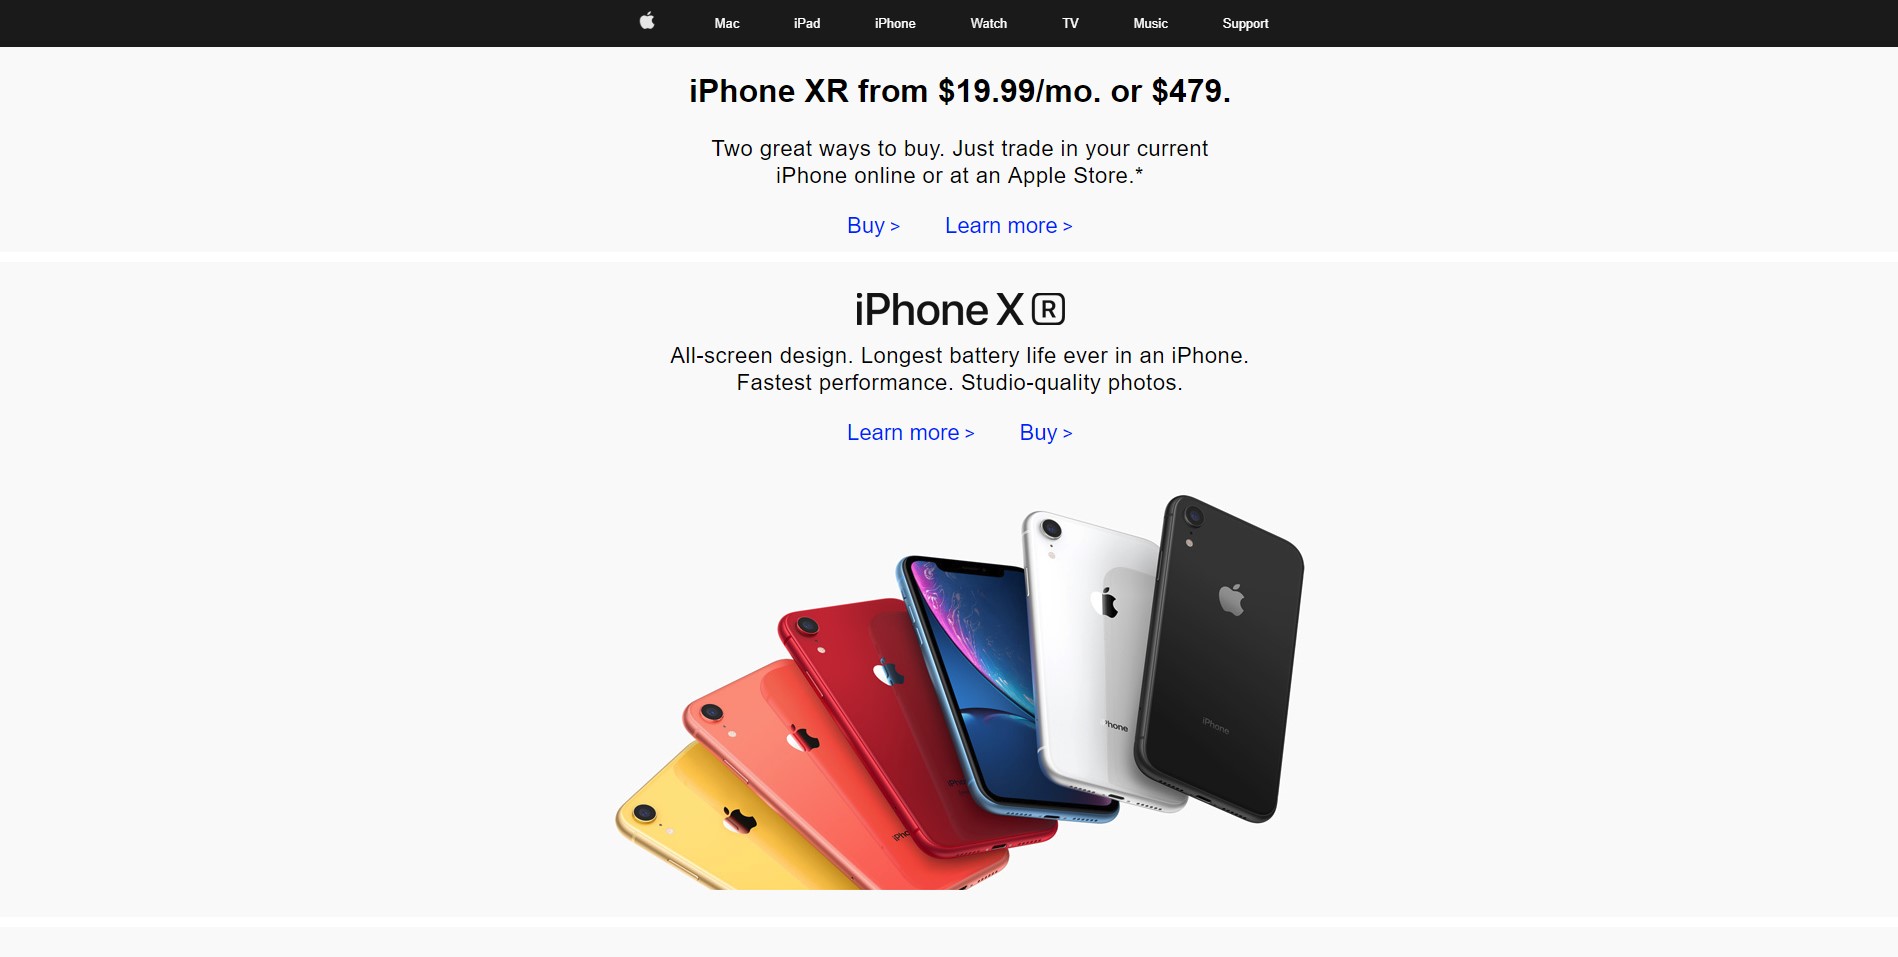 Mac iPad iPhone Watch TV Music Support
iPhone XR from $19.99/mo. or $479.
Two great ways to buy. Just trade in your current
iPhone online or at an Apple Store.*
Buy > Learn more >
iPhone X R
All-screen design. Longest battery life ever in an iPhone.
Fastest performance. Studio-quality photos.
Learn more > Buy >
iPhone
iPhone